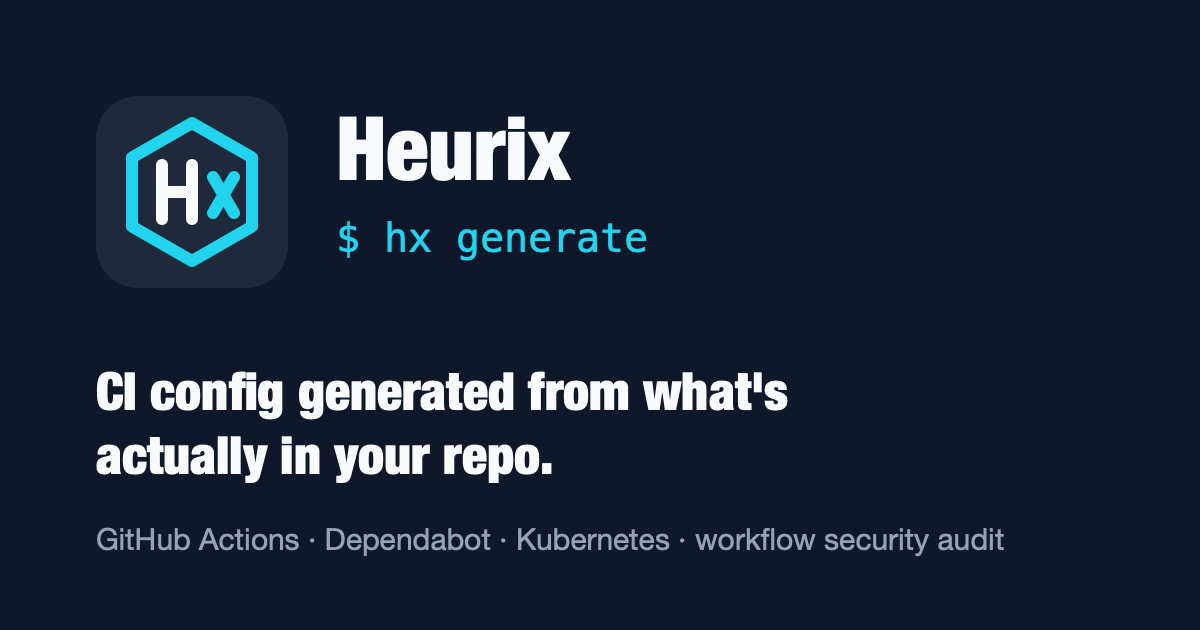 Hx
Heurix
$ hx generate
CI config generated from what's
actually in your repo.
GitHub Actions · Dependabot · Kubernetes · workflow security audit